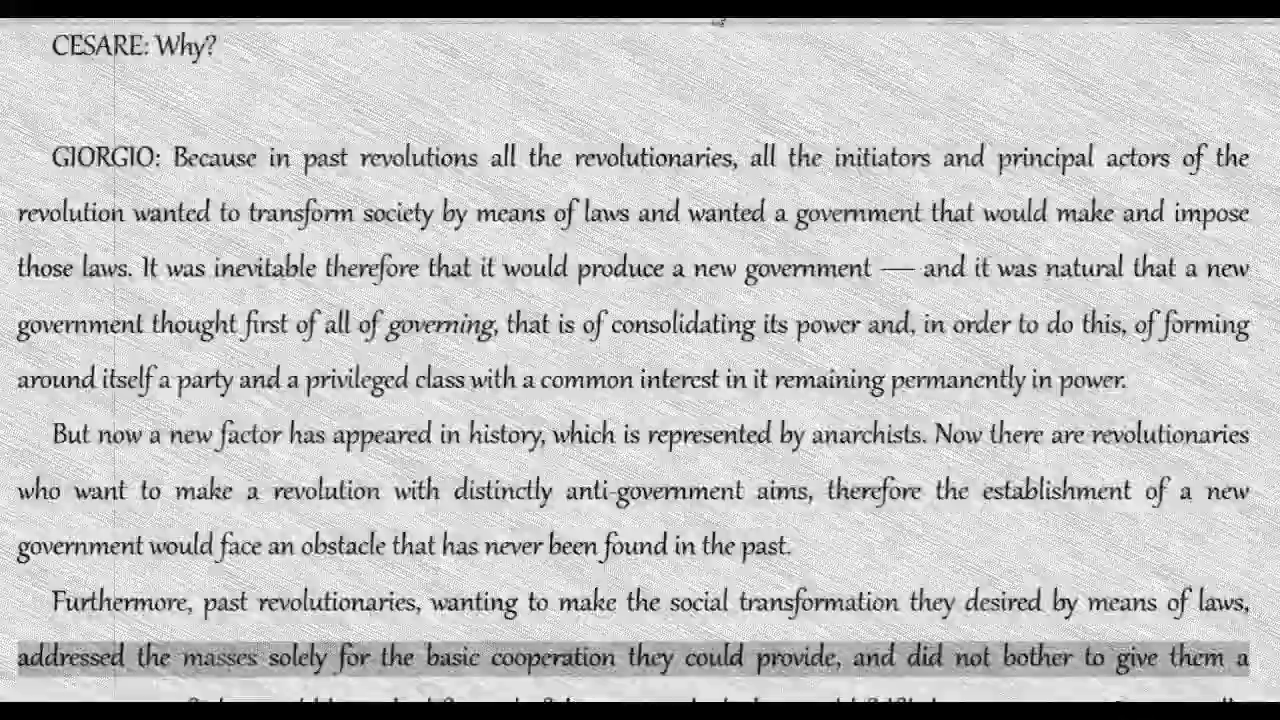 CESARE: Why?
GIORGIO: Because in past revolutions all the revolutionaries, all the initiators and principal actors of the
revolution wanted to transform society by means of laws and wanted a government that would make and impose
those laws. It was inevitable therefore that it would produce a new government — and it was natural that a new
government thought first of all of governing, that is of consolidating its power and, in order to do this, of forming
around itself a party and a privileged class with a common interest in it remaining permanently in power.
But now a new factor has appeared in history, which is represented by anarchists. Now there are revolutionaries
who want to make a revolution with distinctly anti-government aims, therefore the establishment of a new
government would face an obstacle that has never been found in the past.
Furthermore, past revolutionaries, wanting to make the social transformation they desired by means of laws,
addressed the masses solely for the basic cooperation they could provide, and did not bother to give them a